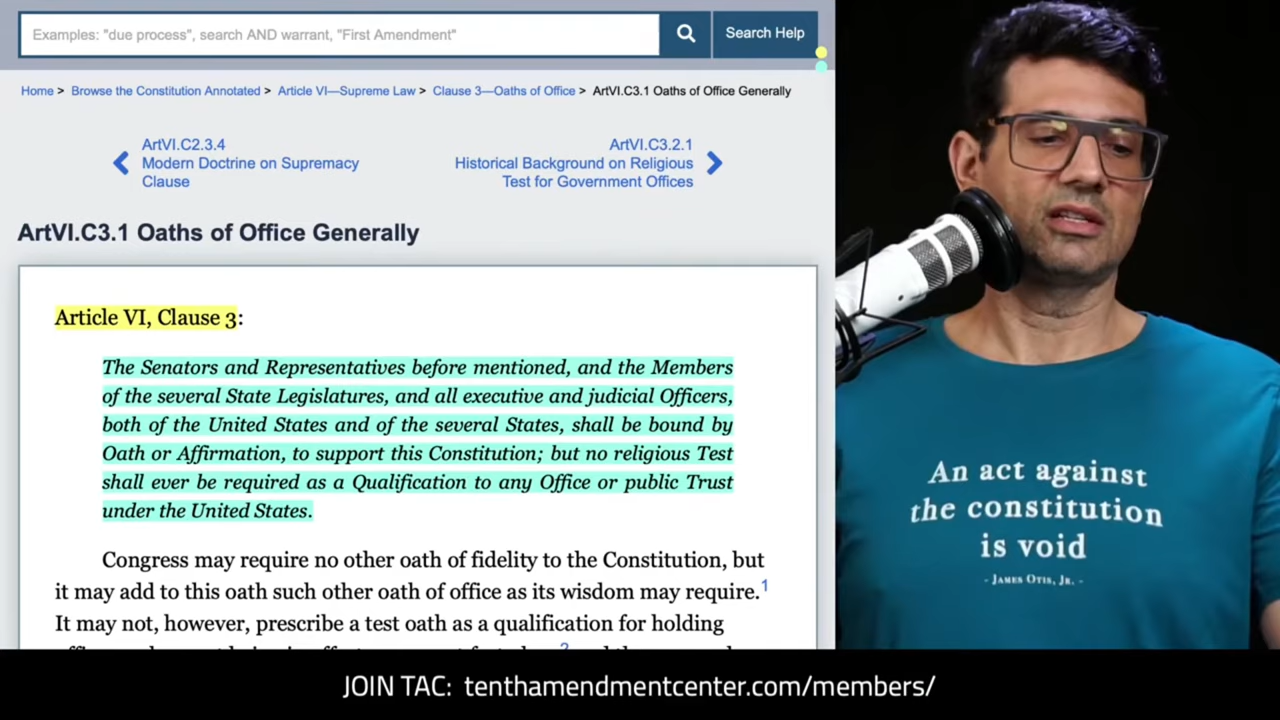 Examples: "due process", search AND warrant, "First Amendment"
Search Help
Home > Browse the Constitution Annotated > Article VI—Supreme Law > Clause 3—Oaths of Office > ArtVI.C3.1 Oaths of Office Generally
ArtVI.C2.3.4
Modern Doctrine on Supremacy
Clause
ArtVI.C3.2.1
Historical Background on Religious
Test for Government Offices
ArtVI.C3.1 Oaths of Office Generally
Article VI, Clause 3:
The Senators and Representatives before mentioned, and the Members
of the several State Legislatures, and all executive and judicial Officers,
both of the United States and of the several States, shall be bound by
Oath or Affirmation, to support this Constitution; but no religious Test
shall ever be required as a Qualification to any Office or public Trust
under the United States.
Congress may require no other oath of fidelity to the Constitution, but
it may add to this oath such other oath of office as its wisdom may require.1
It may not, however, prescribe a test oath as a qualification for holding
An act against
the constitution
is void
- James Otis, Jr. -
JOIN TAC: tenthamendmentcenter.com/members/